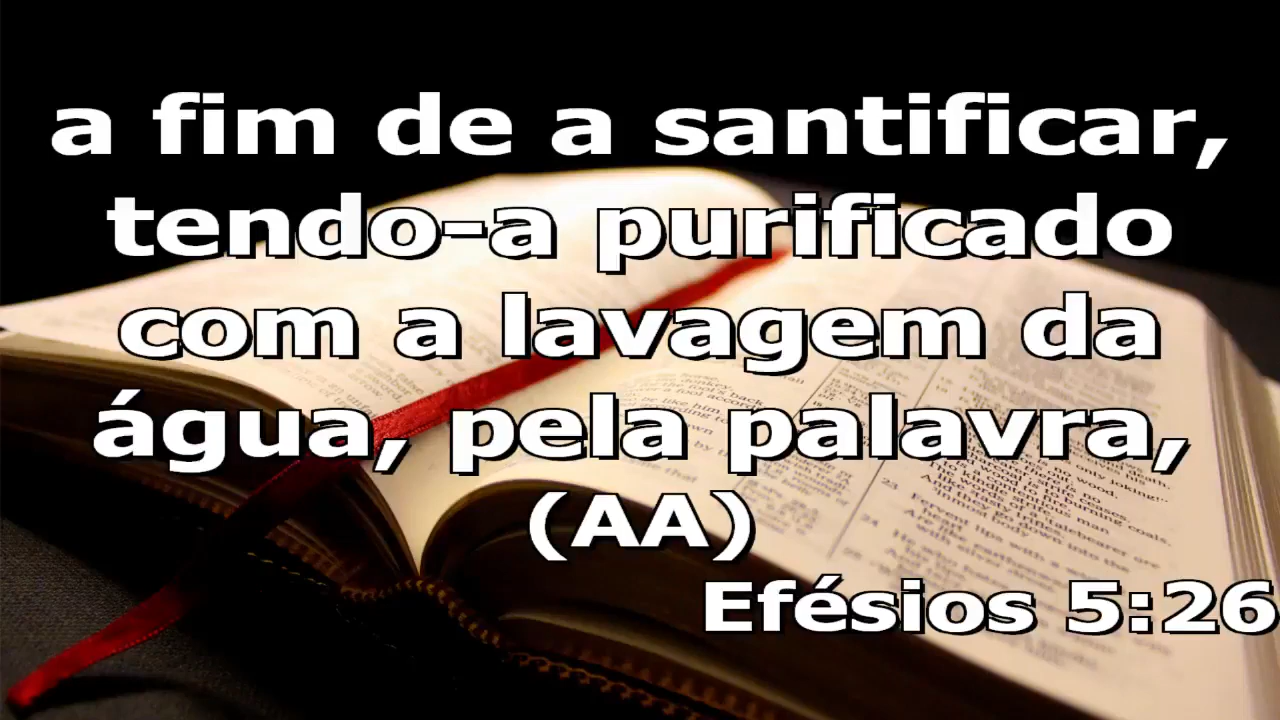 a fim de a santificar,
tendo-a purificado
com a lavagem da
água, pela palavra,
(AA)
Efésios 5:26